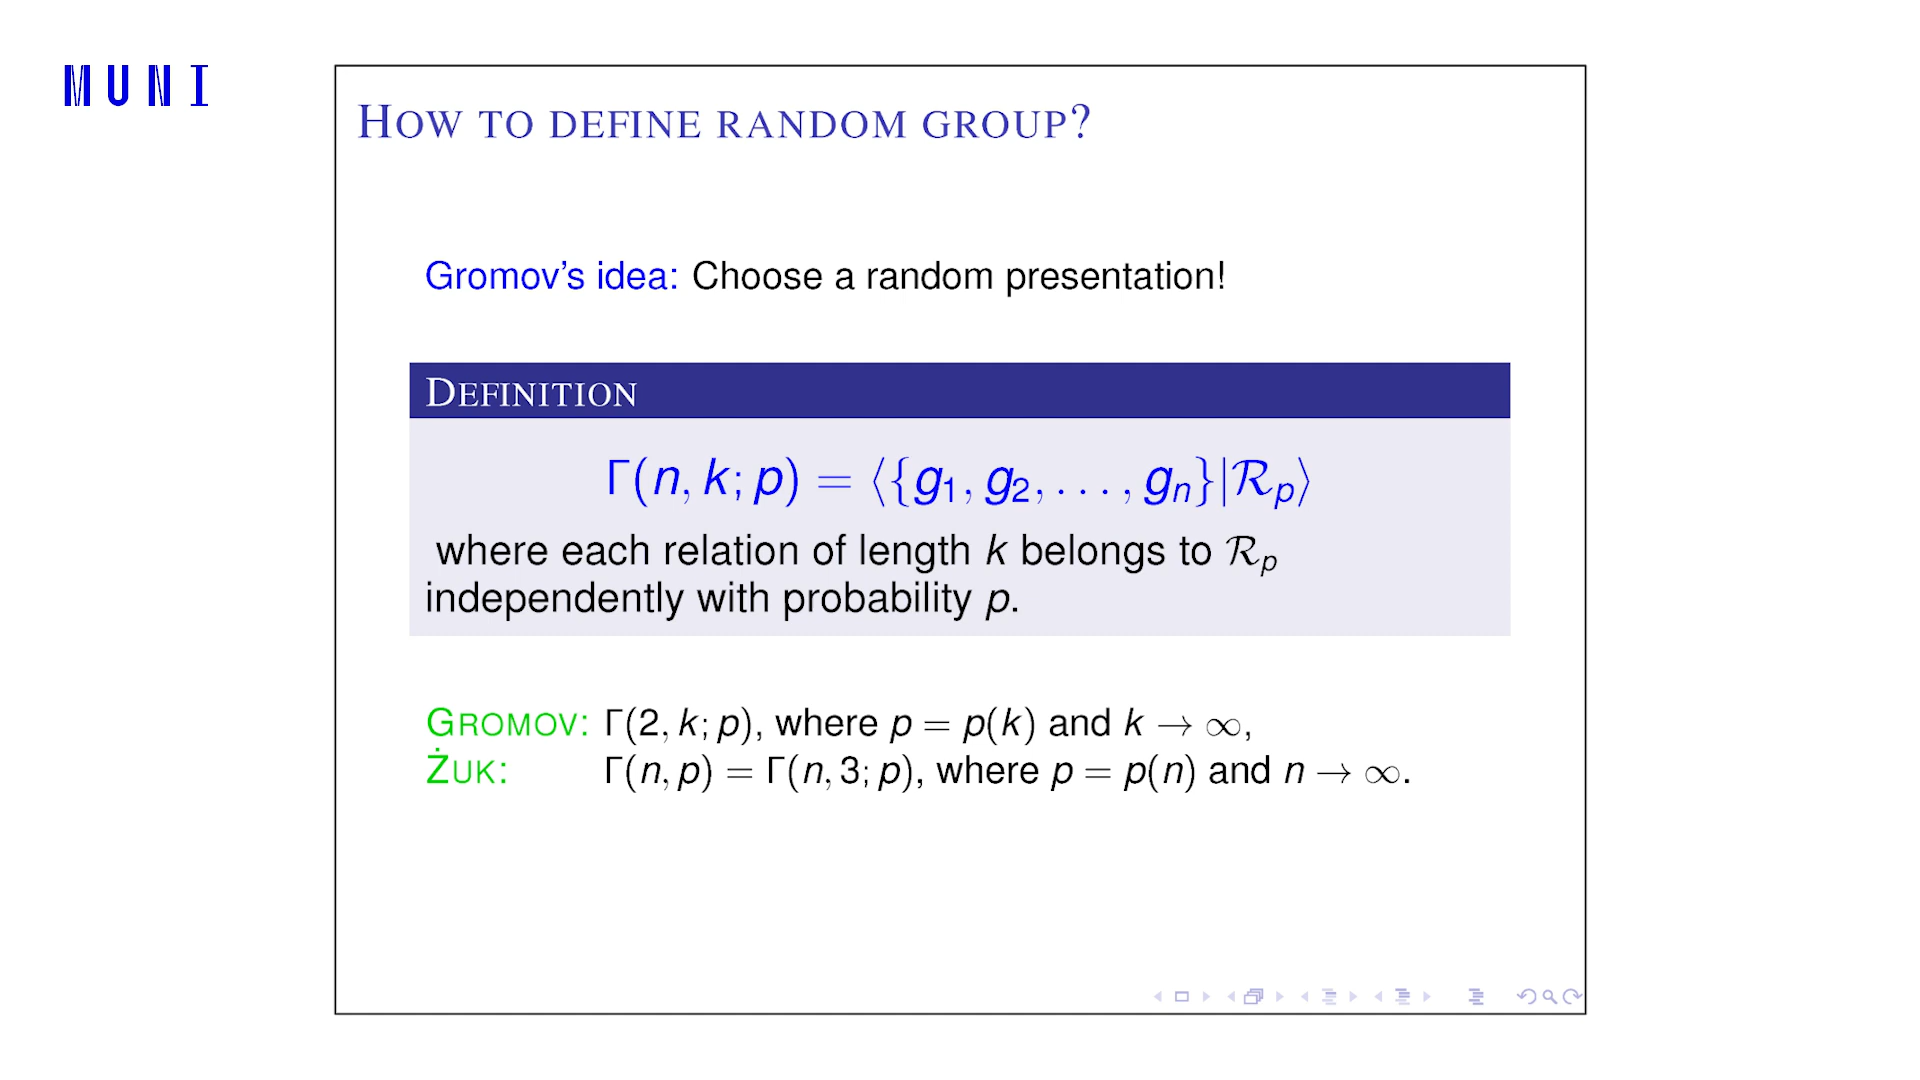 MUNI
HOW TO DEFINE RANDOM GROUP?
Gromov's idea: Choose a random presentation!
DEFINITION
Γ(n, k; p) = ⟨{g₁, g₂, . . . , gₙ}|ℛₚ⟩
where each relation of length k belongs to ℛₚ
independently with probability p.
GROMOV: Γ(2, k; p), where p = p(k) and k → ∞,
ŻUK: Γ(n, p) = Γ(n, 3; p), where p = p(n) and n → ∞.